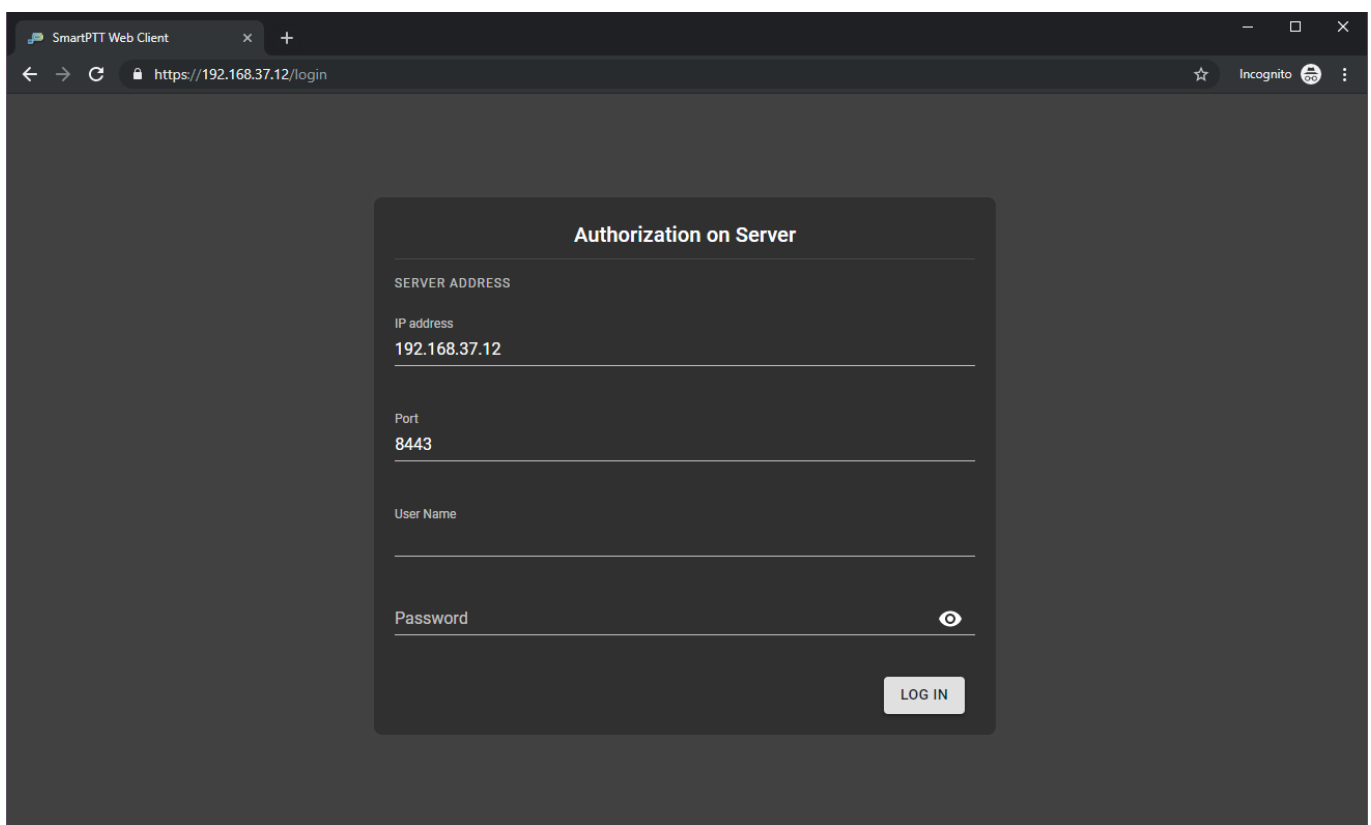 SmartPTT Web Client
https://192.168.37.12/login
Incognito
Authorization on Server
SERVER ADDRESS
IP address
192.168.37.12
Port
8443
User Name
Password
LOG IN